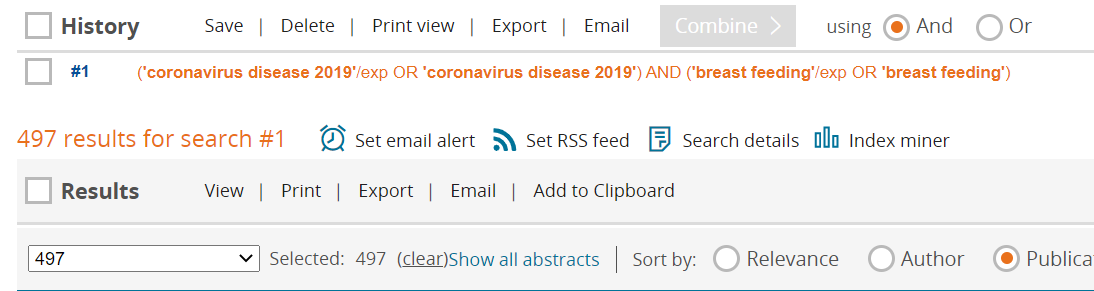 History Save | Delete | Print view | Export | Email Combine > using And Or
#1 ('coronavirus disease 2019'/exp OR 'coronavirus disease 2019') AND ('breast feeding'/exp OR 'breast feeding')
497 results for search #1 Set email alert Set RSS feed Search details Index miner
Results View | Print | Export | Email | Add to Clipboard
497 Selected: 497 (clear)Show all abstracts | Sort by: Relevance Author Publica